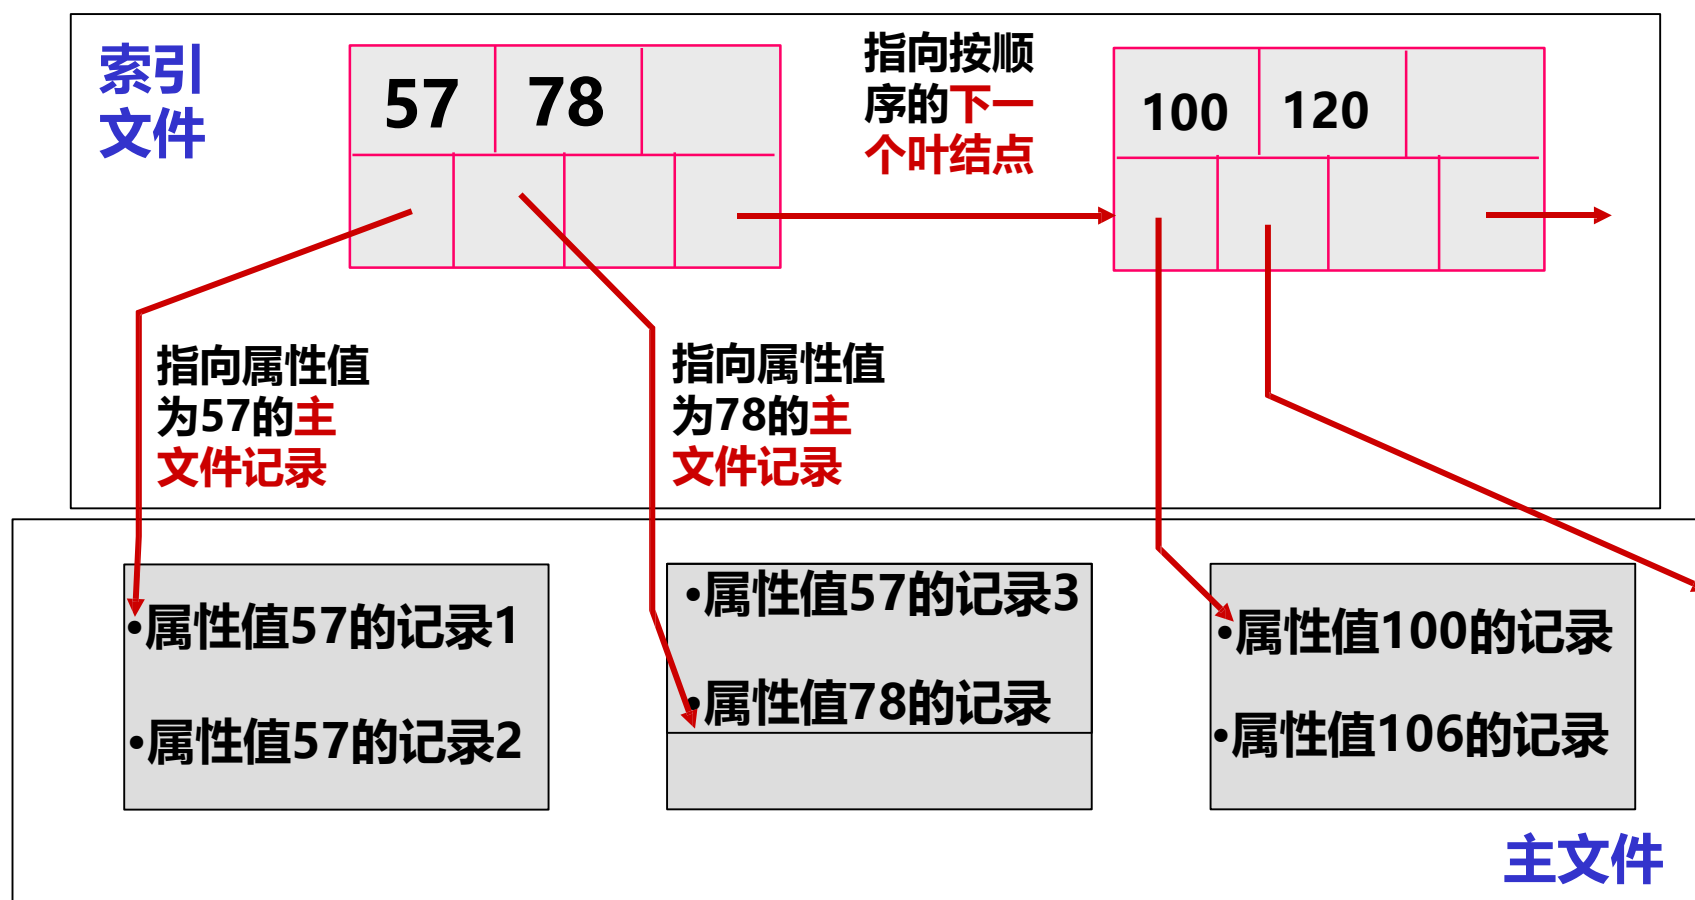 索引
文件
57
78
指向按顺
序的下一
个叶结点
100
120
指向属性值
为57的主
文件记录
指向属性值
为78的主
文件记录
•属性值57的记录1
•属性值57的记录2
•属性值57的记录3
•属性值78的记录
•属性值100的记录
•属性值106的记录
主文件